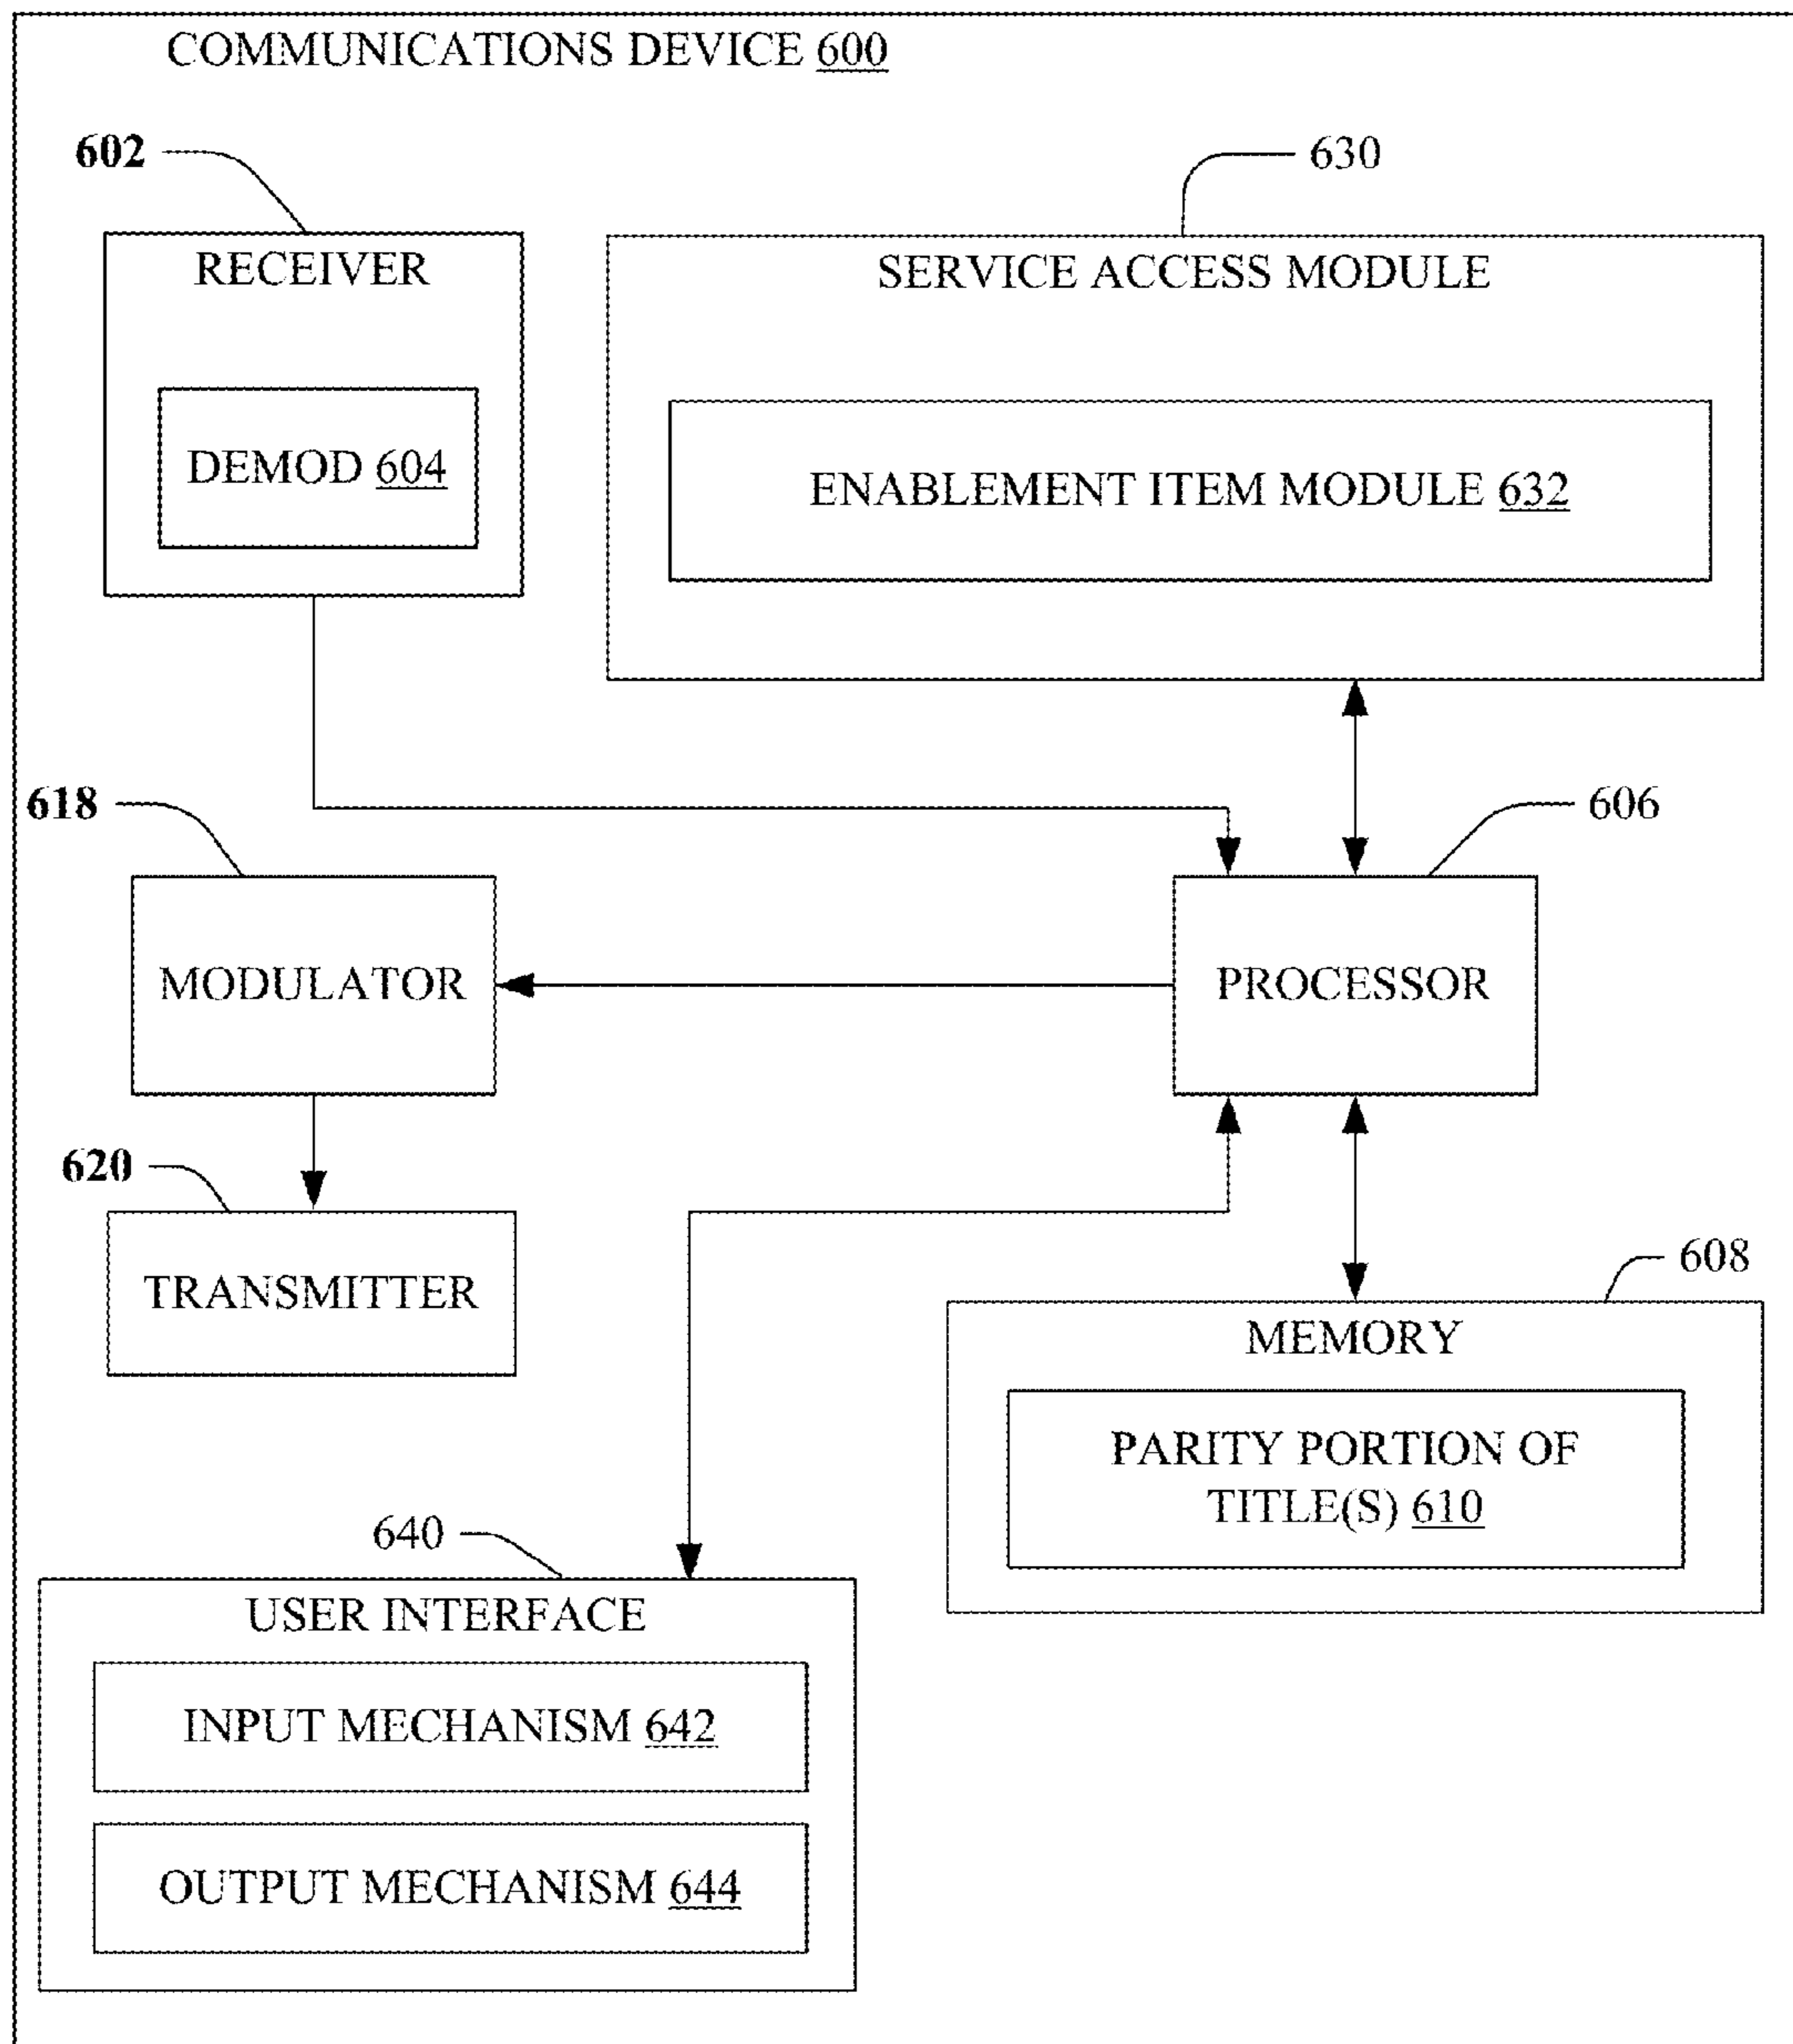 COMMUNICATIONS DEVICE 600
602
630
RECEIVER
SERVICE ACCESS MODULE
DEMOD 604
ENABLEMENT ITEM MODULE 632
618
606
MODULATOR
PROCESSOR
620
TRANSMITTER
608
MEMORY
PARITY PORTION OF
TITLE(S) 610
640
USER INTERFACE
INPUT MECHANISM 642
OUTPUT MECHANISM 644